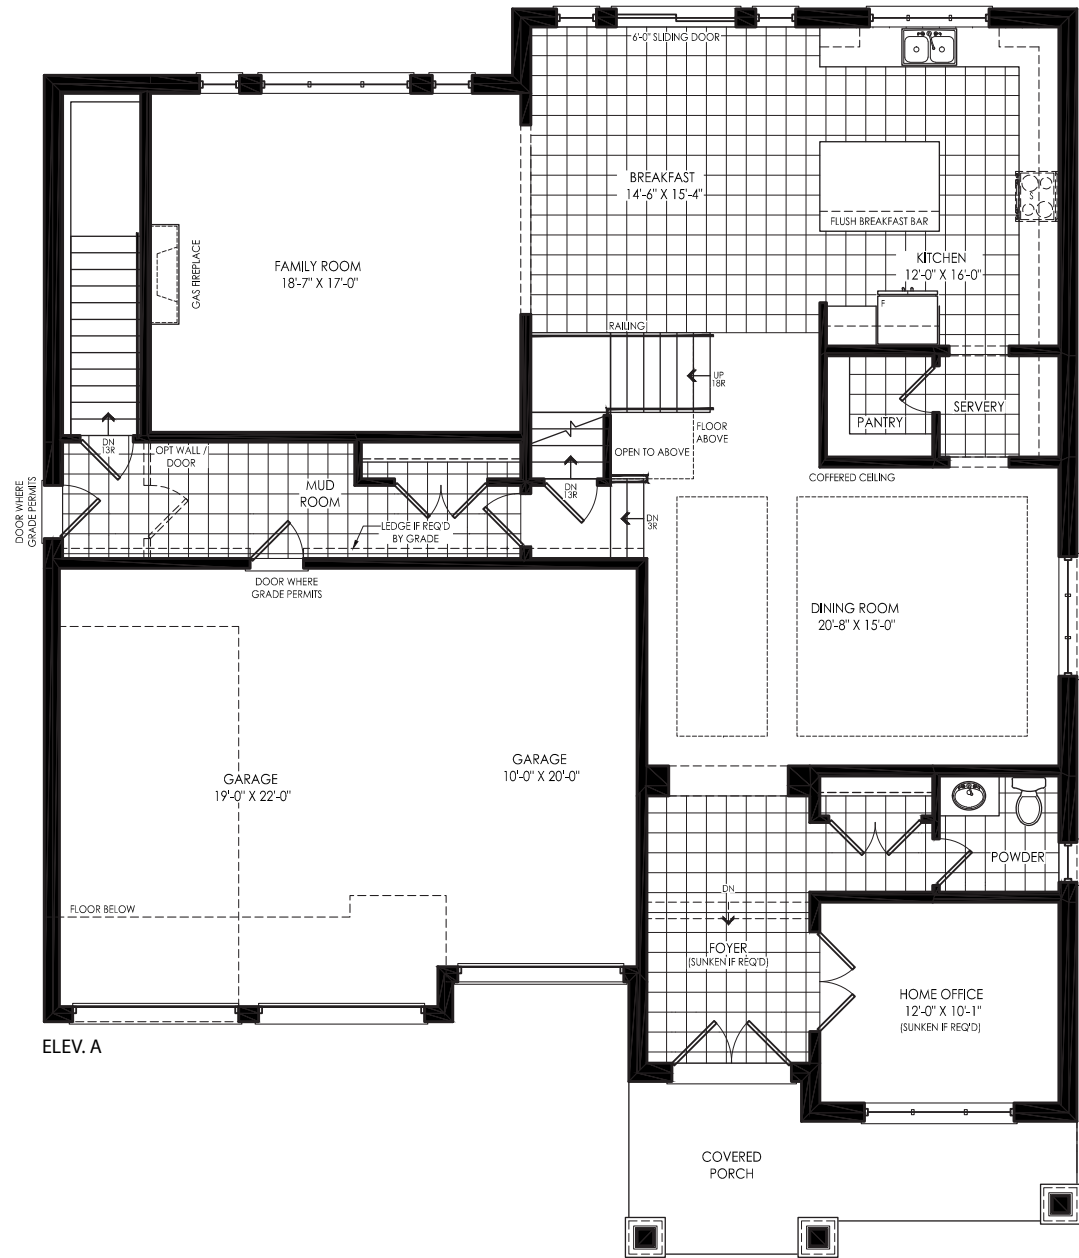 6'-0" SLIDING DOOR
BREAKFAST
14'-6" X 15'-4"
FLUSH BREAKFAST BAR
S
KITCHEN
12'-0" X 16'-0"
F
FAMILY ROOM
18'-7" X 17'-0"
GAS FIREPLACE
RAILING
UP
18R
FLOOR
ABOVE
OPEN TO ABOVE
PANTRY
SERVERY
COFFERED CEILING
DN
13R
OPT WALL /
DOOR
MUD
ROOM
DOOR WHERE
GRADE PERMITS
LEDGE IF REQ'D
BY GRADE
DN
13R
DN
3R
DOOR WHERE
GRADE PERMITS
DINING ROOM
20'-8" X 15'-0"
GARAGE
19'-0" X 22'-0"
GARAGE
10'-0" X 20'-0"
FLOOR BELOW
POWDER
DN
FOYER
(SUNKEN IF REQ'D)
HOME OFFICE
12'-0" X 10'-1"
(SUNKEN IF REQ'D)
ELEV. A
COVERED
PORCH